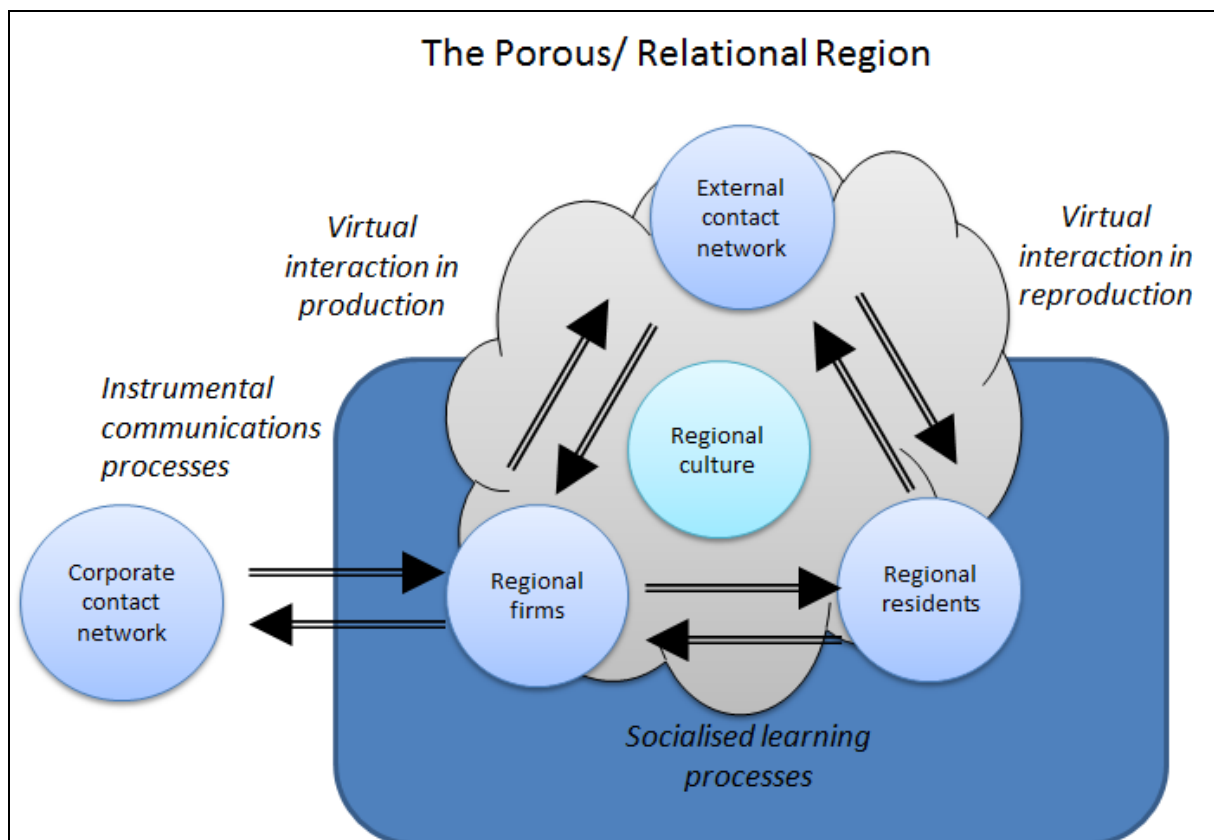 The Porous/ Relational Region
External
contact
network
Virtual
interaction in
production
Virtual
interaction in
reproduction
Instrumental
communications
processes
Regional
culture
Corporate
contact
network
Regional
firms
Regional
residents
Socialised learning
processes